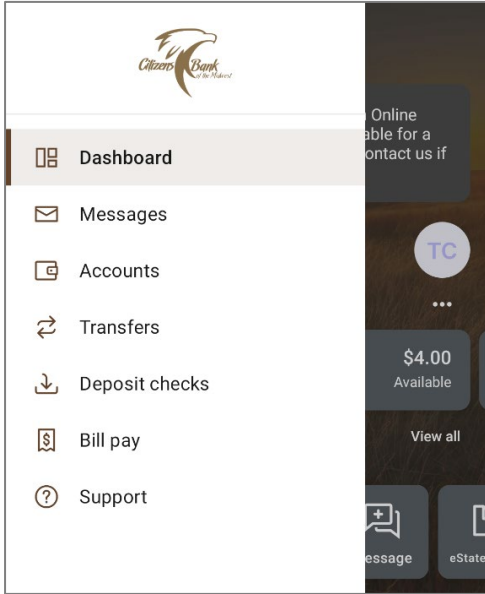 Citizens Bank
of the Midwest
Online
able for a
ontact us if
Dashboard
Messages
Accounts
TC
Transfers
$4.00
Deposit checks
Available
Bill pay
View all
Support
essage
eState